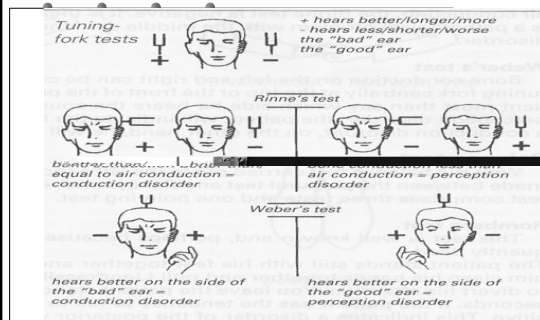 Tuning-
fork tests
+ hears better/longer/more
- hears less/shorter/worse
the "bad" ear
the "good" ear
+
-
Rinne's test
+
-
-
+
equal to air conduction =
conduction disorder
bone conduction less than
air conduction = perception
disorder
Weber's test
-
+
+
-
hears better on the side of
the "bad" ear =
conduction disorder
hears better on the side of
the "good" ear =
perception disorder